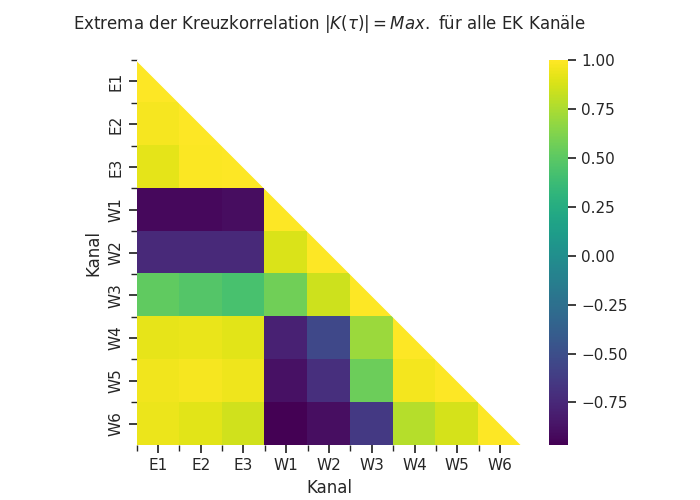 Extrema der Kreuzkorrelation |K(τ)| = Max. für alle EK Kanäle
E1
E2
E3
W1
W2
W3
W4
W5
W6
Kanal
E1 E2 E3 W1 W2 W3 W4 W5 W6
Kanal
1.00
0.75
0.50
0.25
0.00
−0.25
−0.50
−0.75